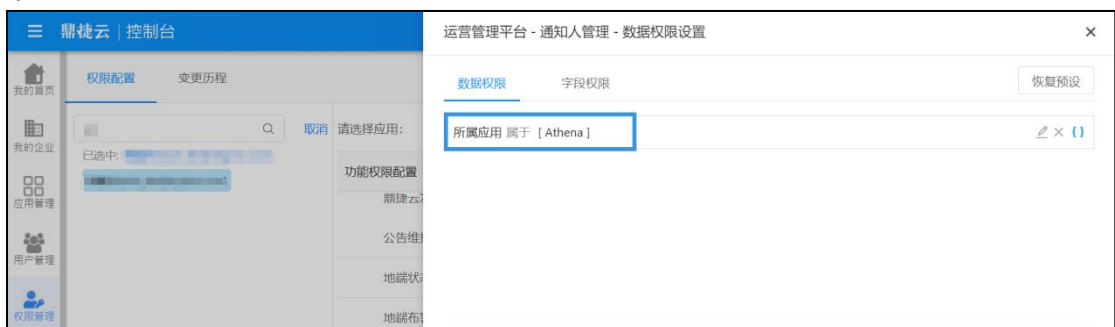 鼎捷云 | 控制台
我的首页
我的企业
应用管理
用户管理
权限管理
权限配置
变更历程
取消
已选中:
请选择应用:
功能权限配置
鼎捷云
公告维
地端状
地端布
运营管理平台 - 通知人管理 - 数据权限设置
数据权限
字段权限
恢复预设
所属应用 属于 [ Athena ]